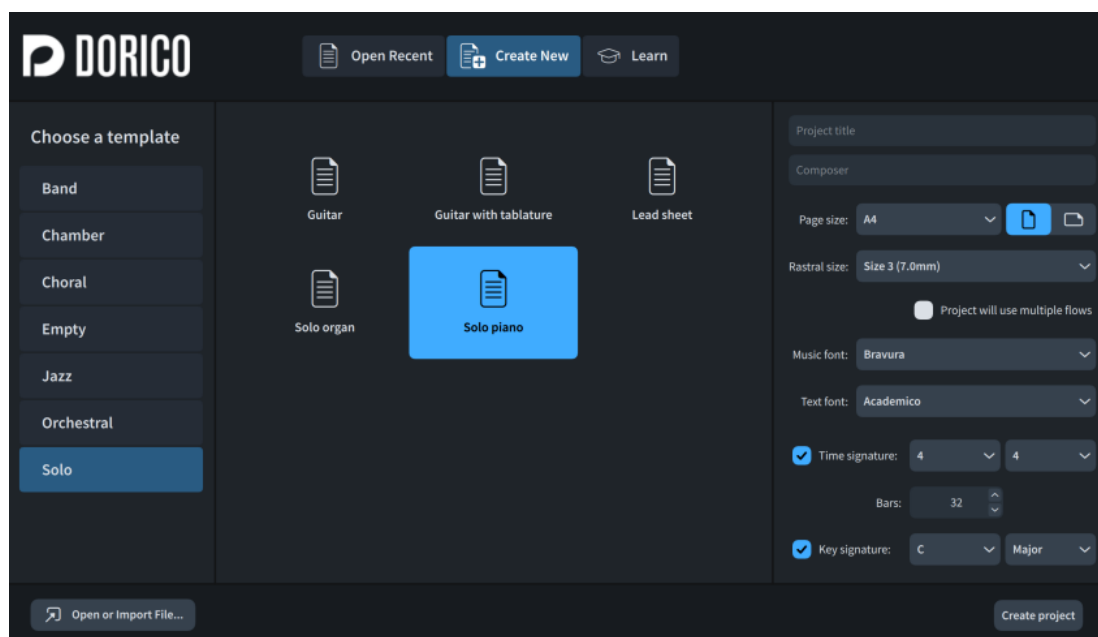 DORICO
Open Recent
Create New
Learn
Choose a template
Band
Chamber
Choral
Empty
Jazz
Orchestral
Solo
Guitar
Guitar with tablature
Lead sheet
Solo organ
Solo piano
Project title
Composer
Page size: A4
Rastral size: Size 3 (7.0mm)
Project will use multiple flows
Music font: Bravura
Text font: Academico
Time signature: 4 4
Bars: 32
Key signature: C Major
Open or Import File...
Create project